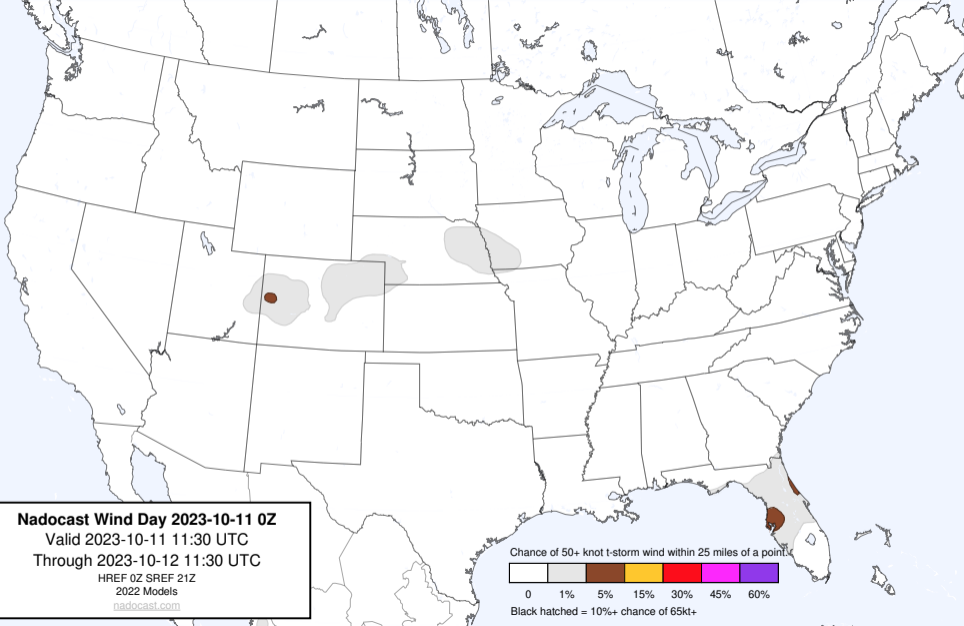 Nadocast Wind Day 2023-10-11 0Z
Valid 2023-10-11 11:30 UTC
Through 2023-10-12 11:30 UTC
HREF 0Z SREF 21Z
2022 Models
nadocast.com
Chance of 50+ knot t-storm wind within 25 miles of a point.
0 1% 5% 15% 30% 45% 60%
Black hatched = 10%+ chance of 65kt+